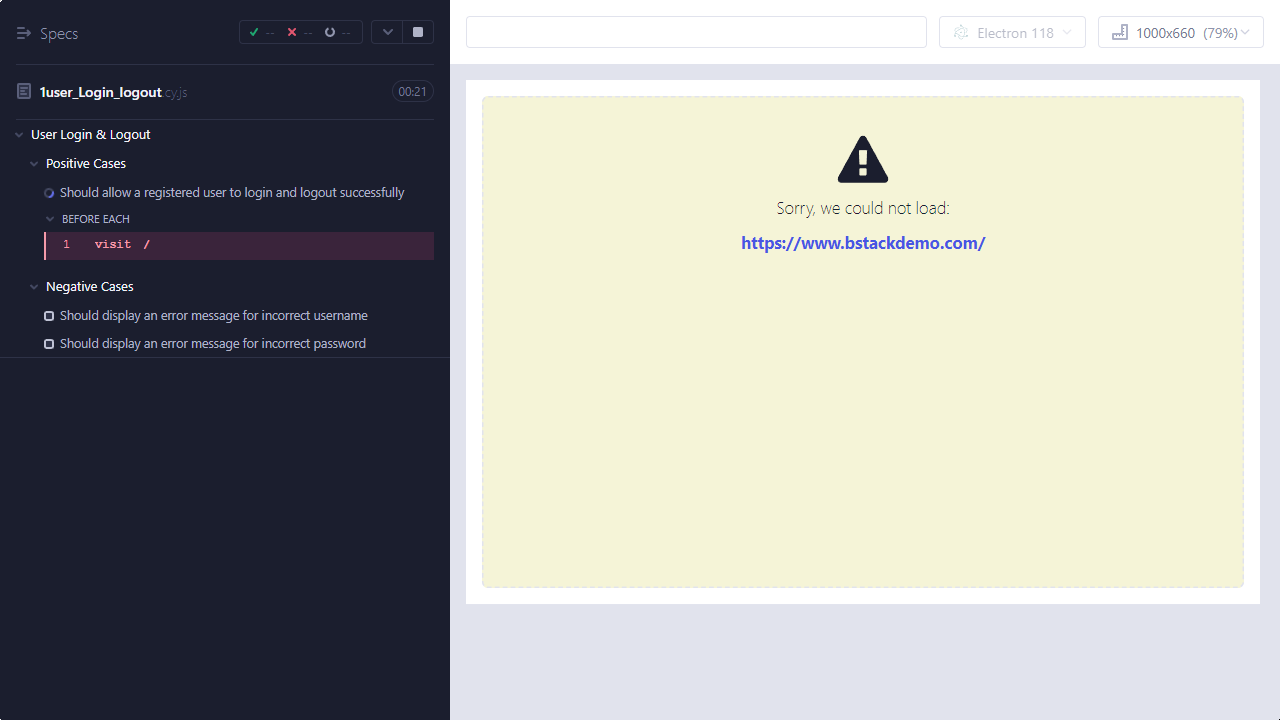 Specs
-- -- --
1user_Login_logout.cy.js 00:21
User Login & Logout
Positive Cases
Should allow a registered user to login and logout successfully
BEFORE EACH
1 visit /
Negative Cases
Should display an error message for incorrect username
Should display an error message for incorrect password
Electron 118
1000x660 (79%)
Sorry, we could not load:
https://www.bstackdemo.com/